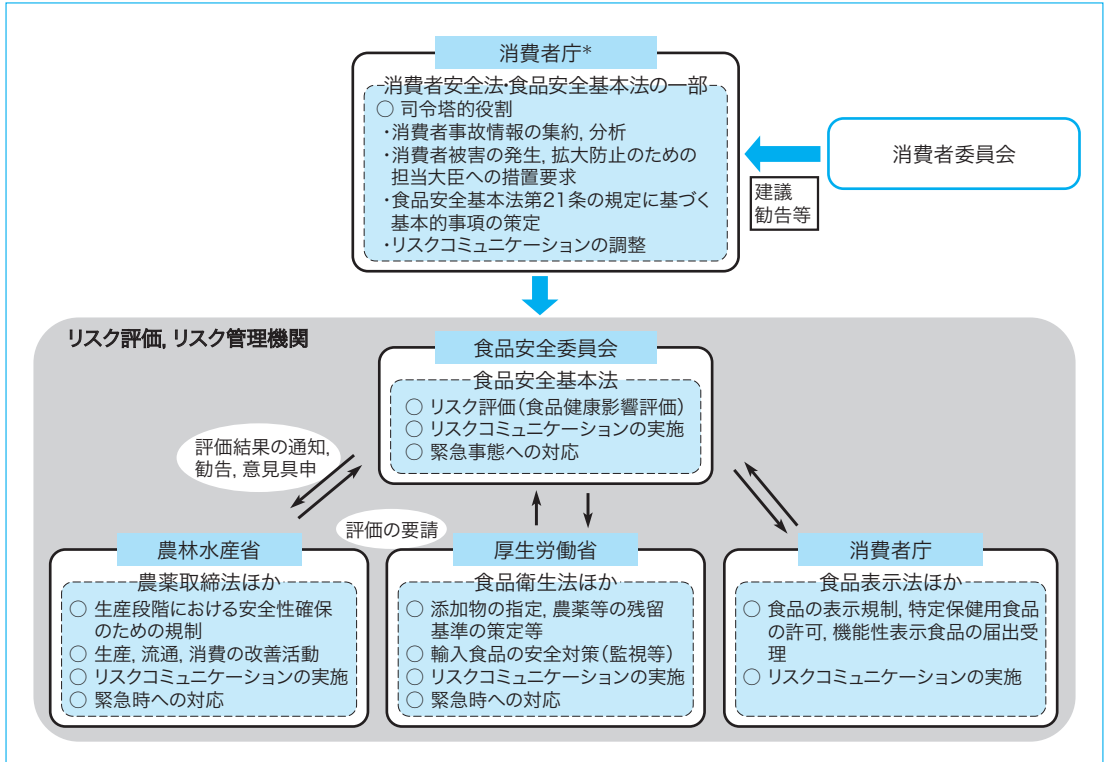 消費者庁*
消費者安全法・食品安全基本法の一部
○ 司令塔的役割
・消費者事故情報の集約, 分析
・消費者被害の発生, 拡大防止のための
担当大臣への措置要求
・食品安全基本法第21条の規定に基づく
基本的事項の策定
・リスクコミュニケーションの調整
消費者委員会
建議
勧告等
リスク評価, リスク管理機関
食品安全委員会
食品安全基本法
○ リスク評価(食品健康影響評価)
○ リスクコミュニケーションの実施
○ 緊急事態への対応
評価結果の通知,
勧告, 意見具申
評価の要請
農林水産省
農薬取締法ほか
○ 生産段階における安全性確保
のための規制
○ 生産, 流通, 消費の改善活動
○ リスクコミュニケーションの実施
○ 緊急時への対応
厚生労働省
食品衛生法ほか
○ 添加物の指定, 農薬等の残留
基準の策定等
○ 輸入食品の安全対策(監視等)
○ リスクコミュニケーションの実施
○ 緊急時への対応
消費者庁
食品表示法ほか
○ 食品の表示規制, 特定保健用食品
の許可, 機能性表示食品の届出受
理
○ リスクコミュニケーションの実施